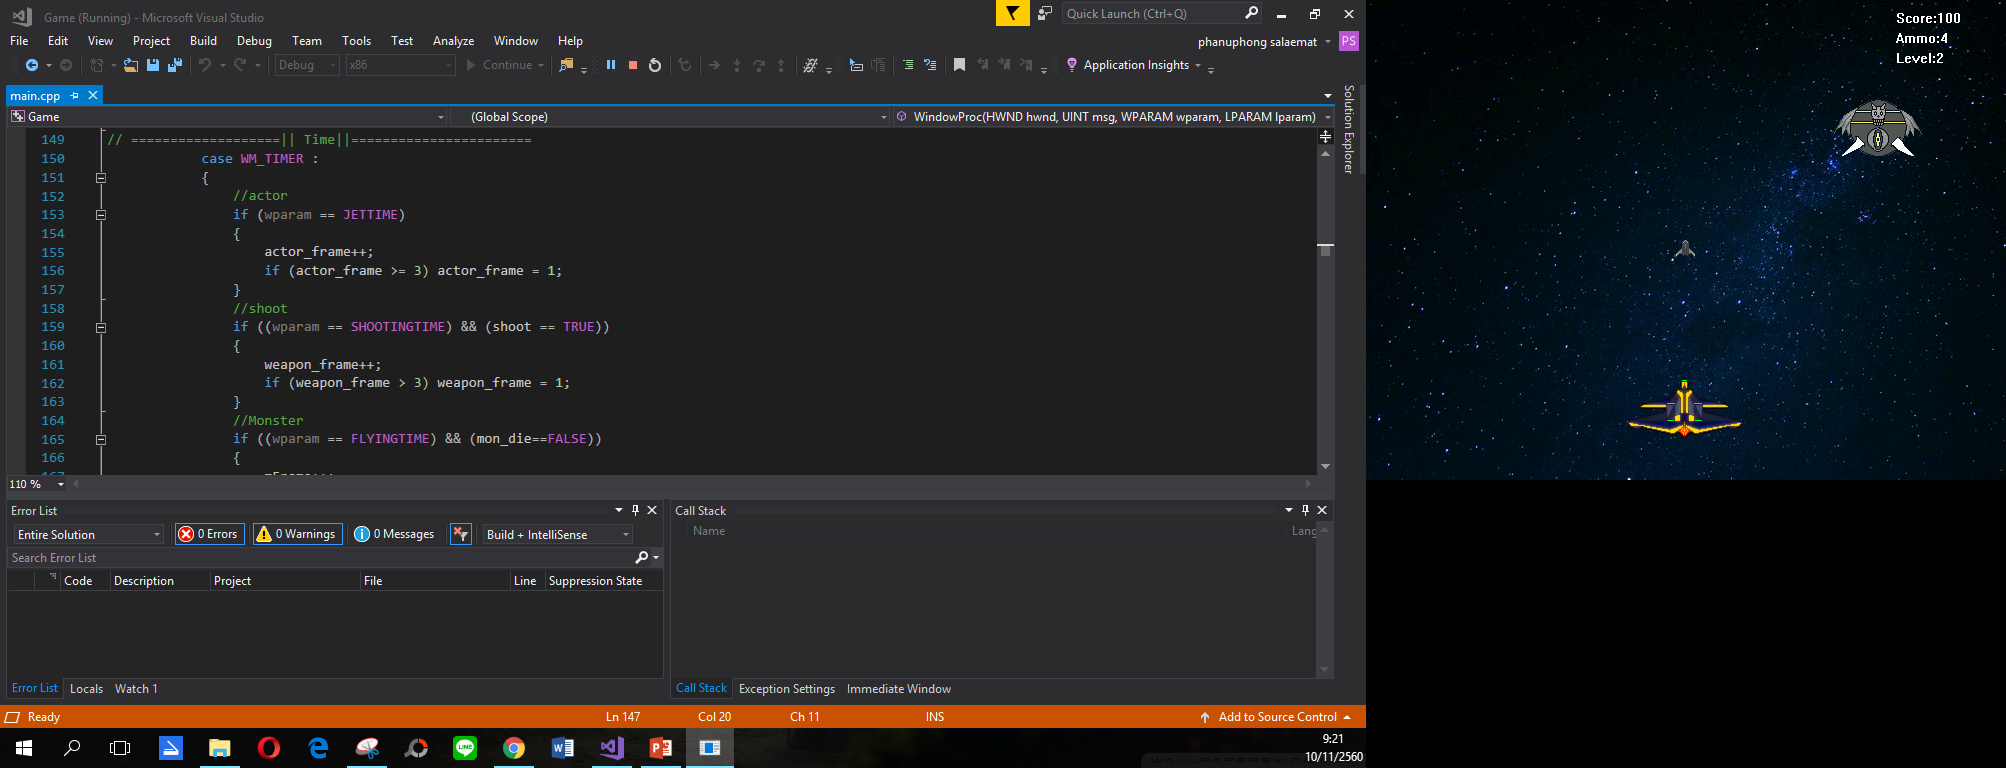 Game (Running) - Microsoft Visual Studio
Quick Launch (Ctrl+Q)
File Edit View Project Build Debug Team Tools Test Analyze Window Help
phanuphong salaemat PS
Debug x86 Continue Application Insights
main.cpp
Game (Global Scope) WindowProc(HWND hwnd, UINT msg, WPARAM wparam, LPARAM lparam)
Solution Explorer
149 // ===================|| Time||=======================
150 case WM_TIMER :
151 {
152 //actor
153 if (wparam == JETTIME)
154 {
155 actor_frame++;
156 if (actor_frame >= 3) actor_frame = 1;
157 }
158 //shoot
159 if ((wparam == SHOOTINGTIME) && (shoot == TRUE))
160 {
161 weapon_frame++;
162 if (weapon_frame > 3) weapon_frame = 1;
163 }
164 //Monster
165 if ((wparam == FLYINGTIME) && (mon_die==FALSE))
166 {
110 %
Error List
Entire Solution 0 Errors 0 Warnings 0 Messages Build + IntelliSense
Search Error List
Code Description Project File Line Suppression State
Error List Locals Watch 1
Call Stack
Name Lang
Call Stack Exception Settings Immediate Window
Ready Ln 147 Col 20 Ch 11 INS Add to Source Control
LINE
9:21
10/11/2560
Score:100
Ammo:4
Level:2